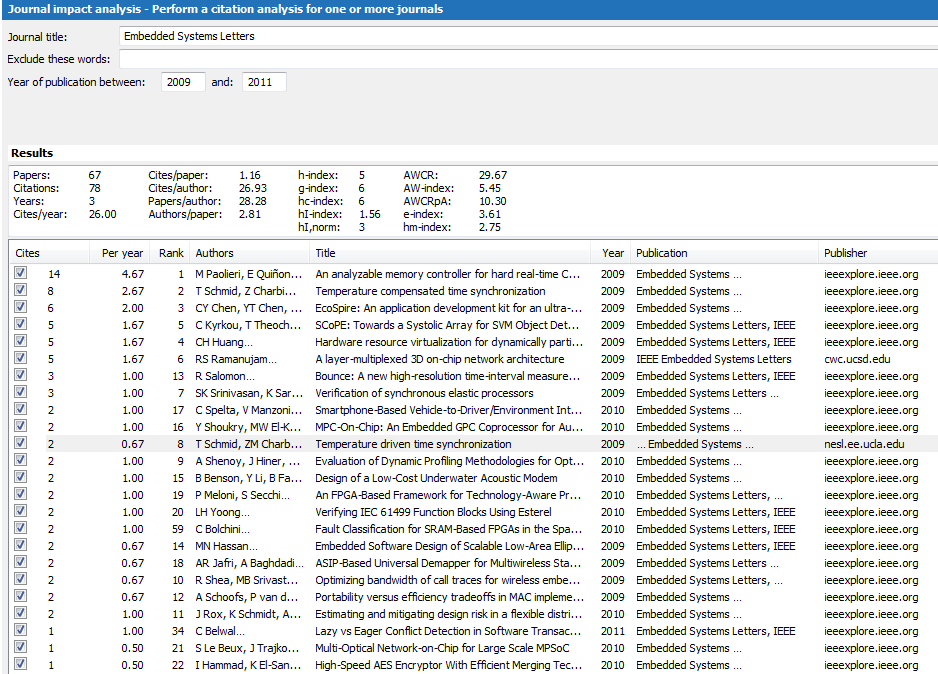 Journal impact analysis - Perform a citation analysis for one or more journals
Journal title: Embedded Systems Letters
Exclude these words:
Year of publication between: 2009 and: 2011
Results
Papers: 67 Cites/paper: 1.16 h-index: 5 AWCR: 29.67
Citations: 78 Cites/author: 26.93 g-index: 6 AW-index: 5.45
Years: 3 Papers/author: 28.28 hc-index: 6 AWCRpA: 10.30
Cites/year: 26.00 Authors/paper: 2.81 hI-index: 1.56 e-index: 3.61
hI,norm: 3 hm-index: 2.75
Cites Per year Rank Authors Title Year Publication Publisher
14 4.67 1 M Paolieri, E Quiñon... An analyzable memory controller for hard real-time C... 2009 Embedded Systems ... ieeexplore.ieee.org
8 2.67 2 T Schmid, Z Charbi... Temperature compensated time synchronization 2009 Embedded Systems ... ieeexplore.ieee.org
6 2.00 3 CY Chen, YT Chen, ... EcoSpire: An application development kit for an ultra-... 2009 Embedded Systems ... ieeexplore.ieee.org
5 1.67 5 C Kyrkou, T Theoch... SCoPE: Towards a Systolic Array for SVM Object Det... 2009 Embedded Systems Letters, IEEE ieeexplore.ieee.org
5 1.67 4 CH Huang... Hardware resource virtualization for dynamically parti... 2009 Embedded Systems Letters, IEEE ieeexplore.ieee.org
5 1.67 6 RS Ramanujam... A layer-multiplexed 3D on-chip network architecture 2009 IEEE Embedded Systems Letters cwc.ucsd.edu
3 1.00 13 R Salomon... Bounce: A new high-resolution time-interval measure... 2009 Embedded Systems Letters, IEEE ieeexplore.ieee.org
3 1.00 7 SK Srinivasan, K Sar... Verification of synchronous elastic processors 2009 Embedded Systems Letters ... ieeexplore.ieee.org
2 1.00 17 C Spelta, V Manzoni... Smartphone-Based Vehicle-to-Driver/Environment Int... 2010 Embedded Systems ... ieeexplore.ieee.org
2 1.00 16 Y Shoukry, MW El-K... MPC-On-Chip: An Embedded GPC Coprocessor for Au... 2010 Embedded Systems ... ieeexplore.ieee.org
2 0.67 8 T Schmid, ZM Charb... Temperature driven time synchronization 2009 ... Embedded Systems ... nesl.ee.ucla.edu
2 1.00 9 A Shenoy, J Hiner, ... Evaluation of Dynamic Profiling Methodologies for Opt... 2010 Embedded Systems ... ieeexplore.ieee.org
2 1.00 15 B Benson, Y Li, B Fa... Design of a Low-Cost Underwater Acoustic Modem 2010 Embedded Systems ... ieeexplore.ieee.org
2 1.00 19 P Meloni, S Secchi... An FPGA-Based Framework for Technology-Aware Pr... 2010 Embedded Systems Letters, ... ieeexplore.ieee.org
2 1.00 20 LH Yoong... Verifying IEC 61499 Function Blocks Using Esterel 2010 Embedded Systems Letters, IEEE ieeexplore.ieee.org
2 1.00 59 C Bolchini... Fault Classification for SRAM-Based FPGAs in the Spa... 2010 Embedded Systems Letters, IEEE ieeexplore.ieee.org
2 0.67 14 MN Hassan... Embedded Software Design of Scalable Low-Area Ellip... 2009 Embedded Systems Letters, IEEE ieeexplore.ieee.org
2 0.67 18 AR Jafri, A Baghdadi... ASIP-Based Universal Demapper for Multiwireless Sta... 2009 Embedded Systems Letters ... ieeexplore.ieee.org
2 0.67 10 R Shea, MB Srivast... Optimizing bandwidth of call traces for wireless embe... 2009 Embedded Systems Letters, ... ieeexplore.ieee.org
2 0.67 12 A Schoofs, P van d... Portability versus efficiency tradeoffs in MAC impleme... 2009 Embedded Systems ... ieeexplore.ieee.org
2 1.00 11 J Rox, K Schmidt, A... Estimating and mitigating design risk in a flexible distri... 2010 Embedded Systems ... ieeexplore.ieee.org
1 1.00 34 C Belwal... Lazy vs Eager Conflict Detection in Software Transac... 2011 Embedded Systems Letters, IEEE ieeexplore.ieee.org
1 0.50 21 S Le Beux, J Trajko... Multi-Optical Network-on-Chip for Large Scale MPSoC 2010 Embedded Systems ... ieeexplore.ieee.org
1 0.50 22 I Hammad, K El-San... High-Speed AES Encryptor With Efficient Merging Tec... 2010 Embedded Systems ... ieeexplore.ieee.org